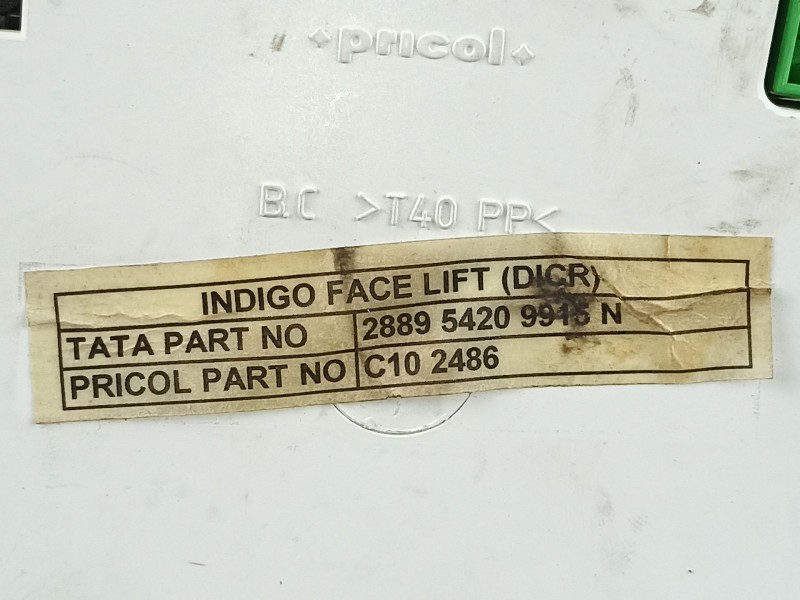 pricol
B.C >T40 PP<
INDIGO FACE LIFT (DICR)
TATA PART NO 2889 5420 N
PRICOL PART NO C10 2486